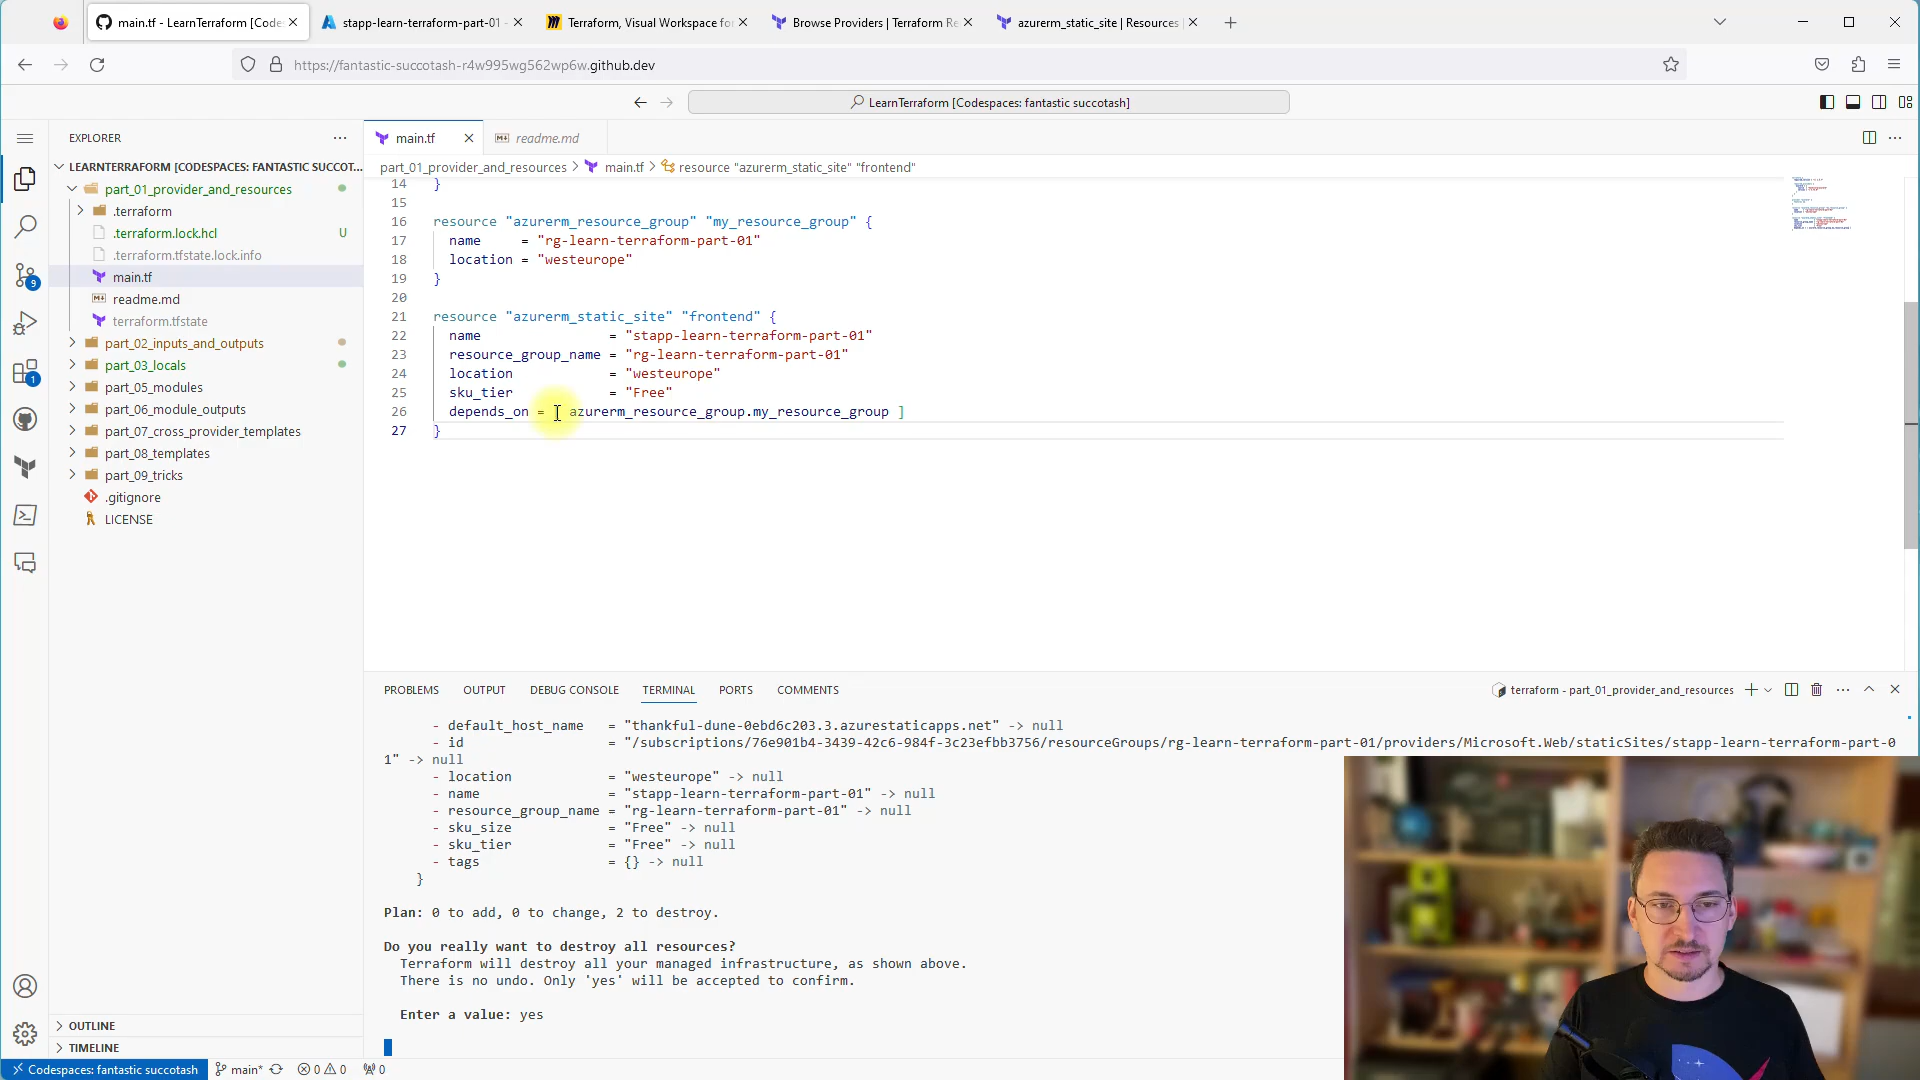 main.tf - LearnTerraform [Code:
stapp-learn-terraform-part-01 -
Terraform, Visual Workspace fo
Browse Providers | Terraform Re
azurerm_static_site | Resources
https://fantastic-succotash-r4w995wg562wp6w.github.dev
LearnTerraform [Codespaces: fantastic succotash]
EXPLORER
main.tf
readme.md
LEARNTERRAFORM [CODESPACES: FANTASTIC SUCCOT...
part_01_provider_and_resources > main.tf > resource "azurerm_static_site" "frontend"
part_01_provider_and_resources
.terraform
.terraform.lock.hcl U
.terraform.tfstate.lock.info
main.tf
readme.md
terraform.tfstate
part_02_inputs_and_outputs
part_03_locals
part_05_modules
part_06_module_outputs
part_07_cross_provider_templates
part_08_templates
part_09_tricks
.gitignore
LICENSE
9
1
14 }
15
16 resource "azurerm_resource_group" "my_resource_group" {
17 name = "rg-learn-terraform-part-01"
18 location = "westeurope"
19 }
20
21 resource "azurerm_static_site" "frontend" {
22 name = "stapp-learn-terraform-part-01"
23 resource_group_name = "rg-learn-terraform-part-01"
24 location = "westeurope"
25 sku_tier = "Free"
26 depends_on = [ azurerm_resource_group.my_resource_group ]
27 }
PROBLEMS OUTPUT DEBUG CONSOLE TERMINAL PORTS COMMENTS
terraform - part_01_provider_and_resources
- default_host_name = "thankful-dune-0ebd6c203.3.azurestaticapps.net" -> null
- id = "/subscriptions/76e901b4-3439-42c6-984f-3c23efbb3756/resourceGroups/rg-learn-terraform-part-01/providers/Microsoft.Web/staticSites/stapp-learn-terraform-part-0
1" -> null
- location = "westeurope" -> null
- name = "stapp-learn-terraform-part-01" -> null
- resource_group_name = "rg-learn-terraform-part-01" -> null
- sku_size = "Free" -> null
- sku_tier = "Free" -> null
- tags = {} -> null
}
Plan: 0 to add, 0 to change, 2 to destroy.
Do you really want to destroy all resources?
Terraform will destroy all your managed infrastructure, as shown above.
There is no undo. Only 'yes' will be accepted to confirm.
Enter a value: yes
OUTLINE
TIMELINE
Codespaces: fantastic succotash main* 0 0 0